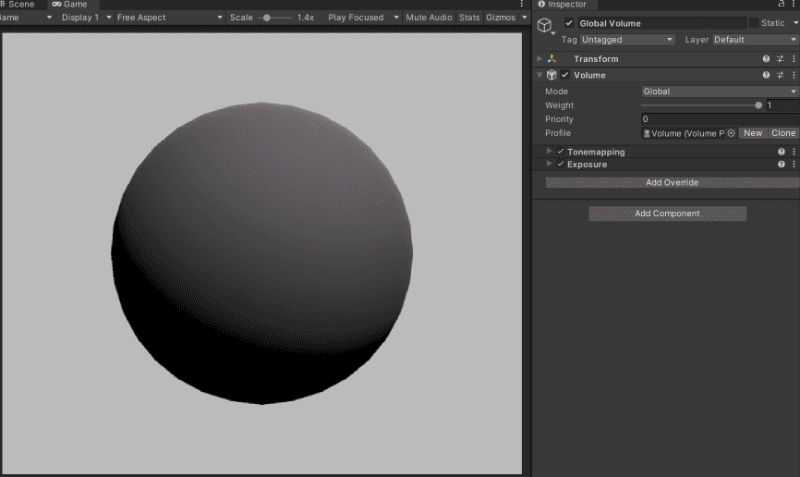 Scene Game
Game Display 1 Free Aspect Scale 1.4x Play Focused Mute Audio Stats Gizmos
Inspector
Global Volume Static
Tag Untagged Layer Default
Transform
Volume
Mode Global
Weight 1
Priority 0
Profile Volume (Volume P New Clone
Tonemapping
Exposure
Add Override
Add Component